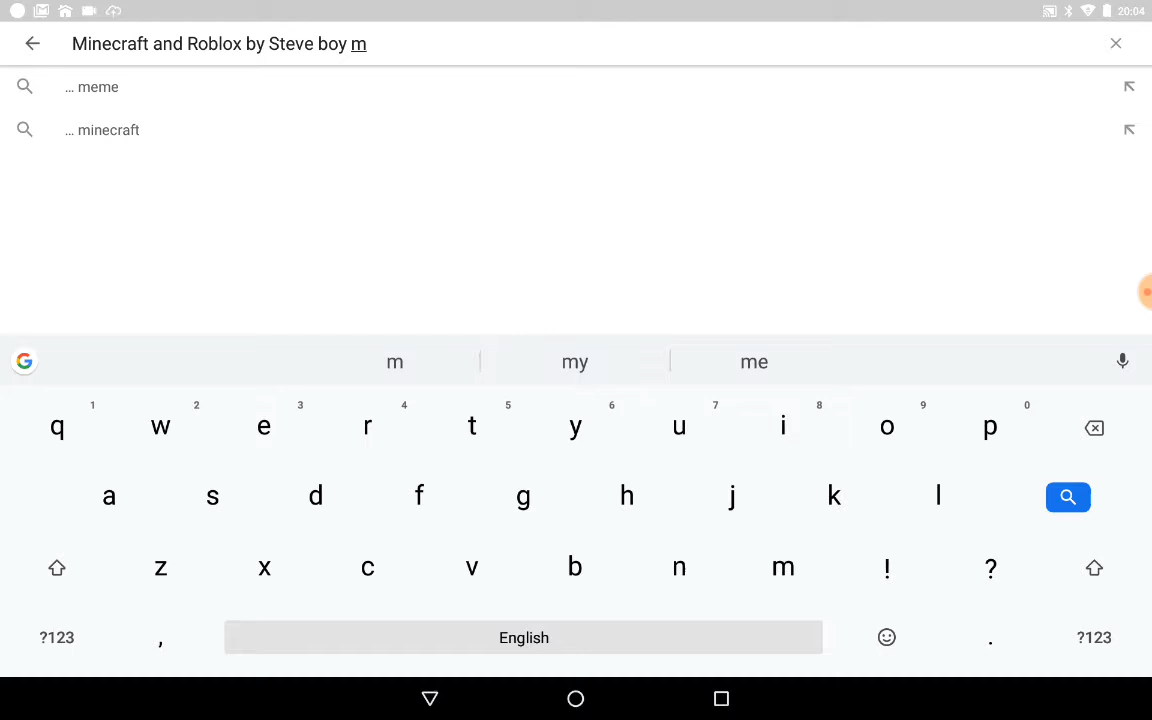 20:04
Minecraft and Roblox by Steve boy m
... meme
... minecraft
m my me
1 2 3 4 5 6 7 8 9 0
q w e r t y u i o p
a s d f g h j k l
z x c v b n m ! ?
?123 , English . ?123